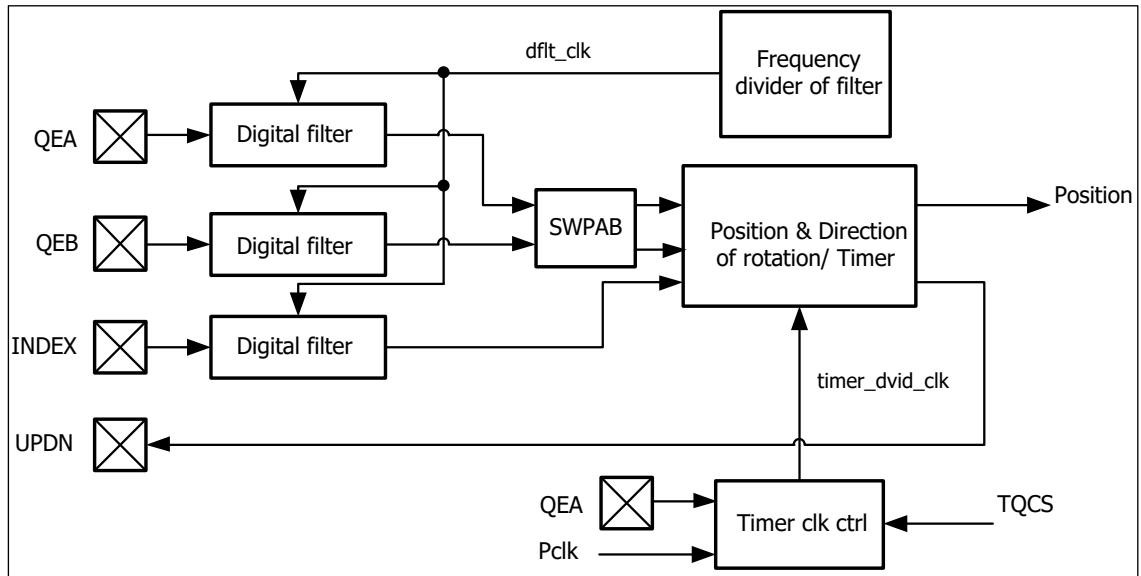 dflt_clk
Frequency
divider of filter
QEA
Digital filter
QEB
Digital filter
SWPAB
Position & Direction
of rotation/ Timer
Position
INDEX
Digital filter
timer_dvid_clk
UPDN
QEA
Timer clk ctrl
TQCS
Pclk